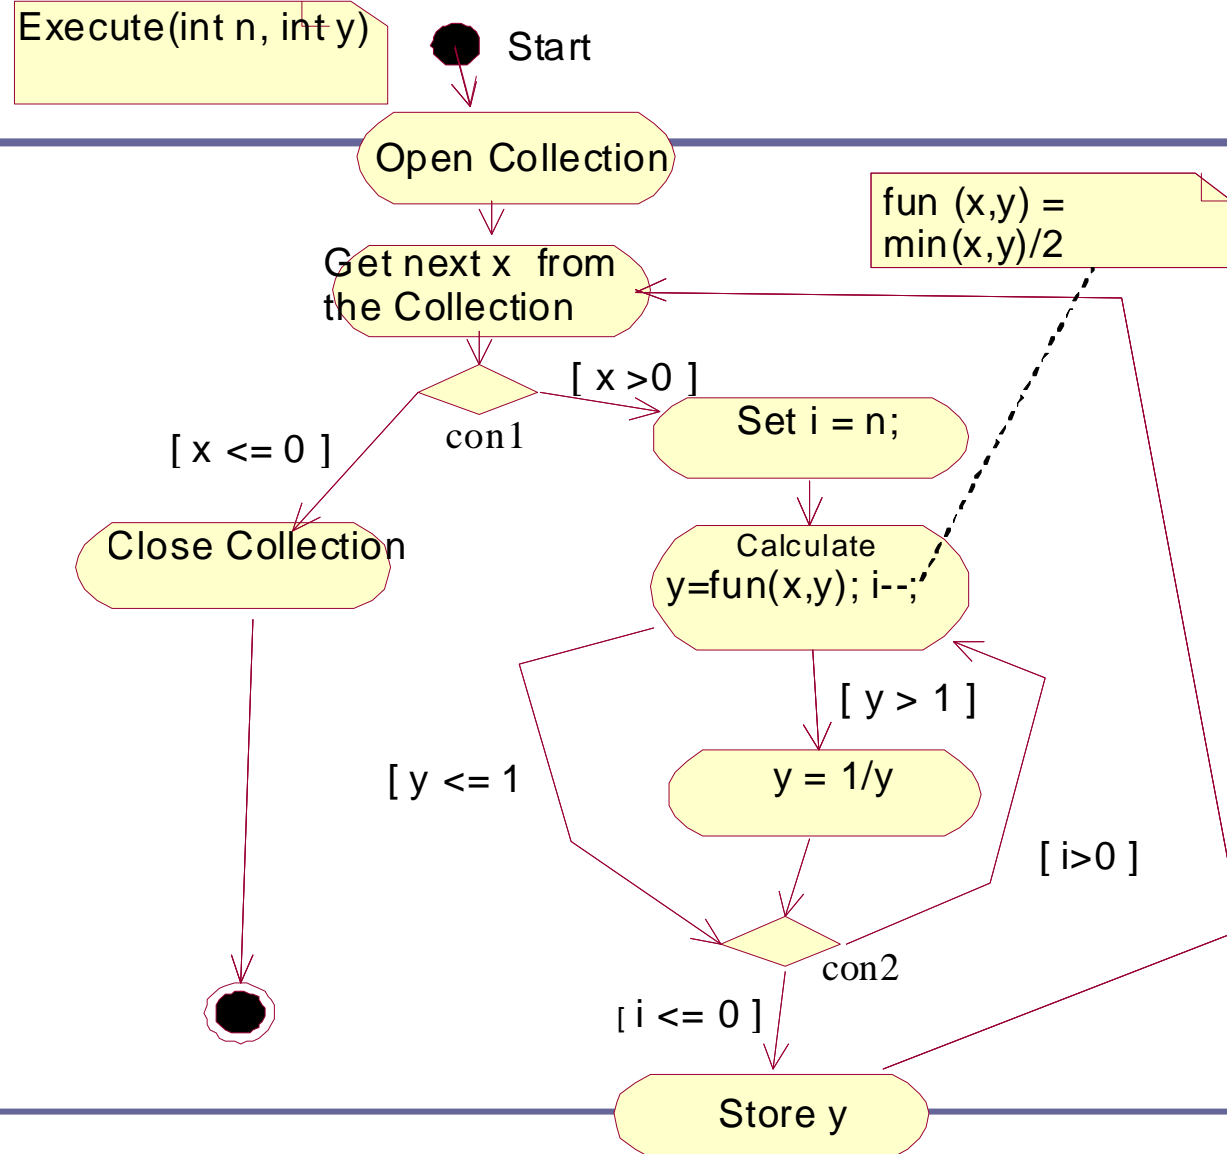 Execute(int n, int y)
Start
Open Collection
fun (x,y) =
min(x,y)/2
Get next x from
the Collection
[ x >0 ]
Set i = n;
con1
[ x <= 0 ]
Close Collection
Calculate
y=fun(x,y); i--;
[ y > 1 ]
[ y <= 1
y = 1/y
[ i>0 ]
con2
[ i <= 0 ]
Store y